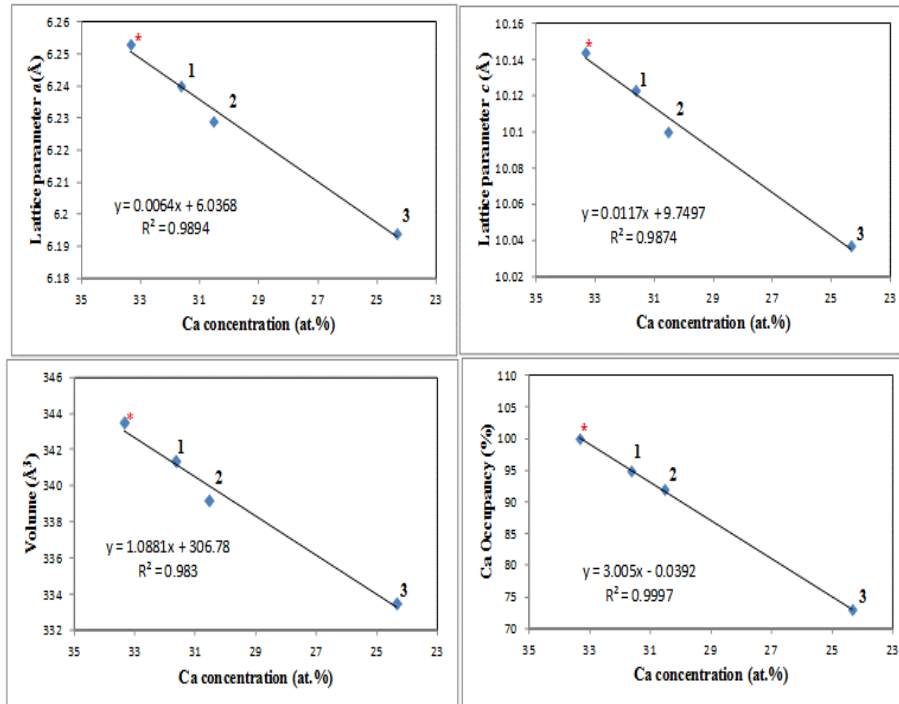 6.26
6.25
6.24
6.23
6.22
6.21
6.2
6.19
6.18
Lattice parameter a (Å)
*
1
2
3
y = 0.0064x + 6.0368
R² = 0.9894
35 33 31 29 27 25 23
Ca concentration (at.%)
10.16
10.14
10.12
10.1
10.08
10.06
10.04
10.02
Lattice parameter c (Å)
*
1
2
3
y = 0.0117x + 9.7497
R² = 0.9874
35 33 31 29 27 25 23
Ca concentration (at.%)
346
344
342
340
338
336
334
332
Volume (Å³)
*
1
2
3
y = 1.0881x + 306.78
R² = 0.983
35 33 31 29 27 25 23
Ca concentration (at.%)
110
105
100
95
90
85
80
75
70
Ca Occupancy (%)
*
1
2
3
y = 3.005x - 0.0392
R² = 0.9997
35 33 31 29 27 25 23
Ca concentration (at.%)